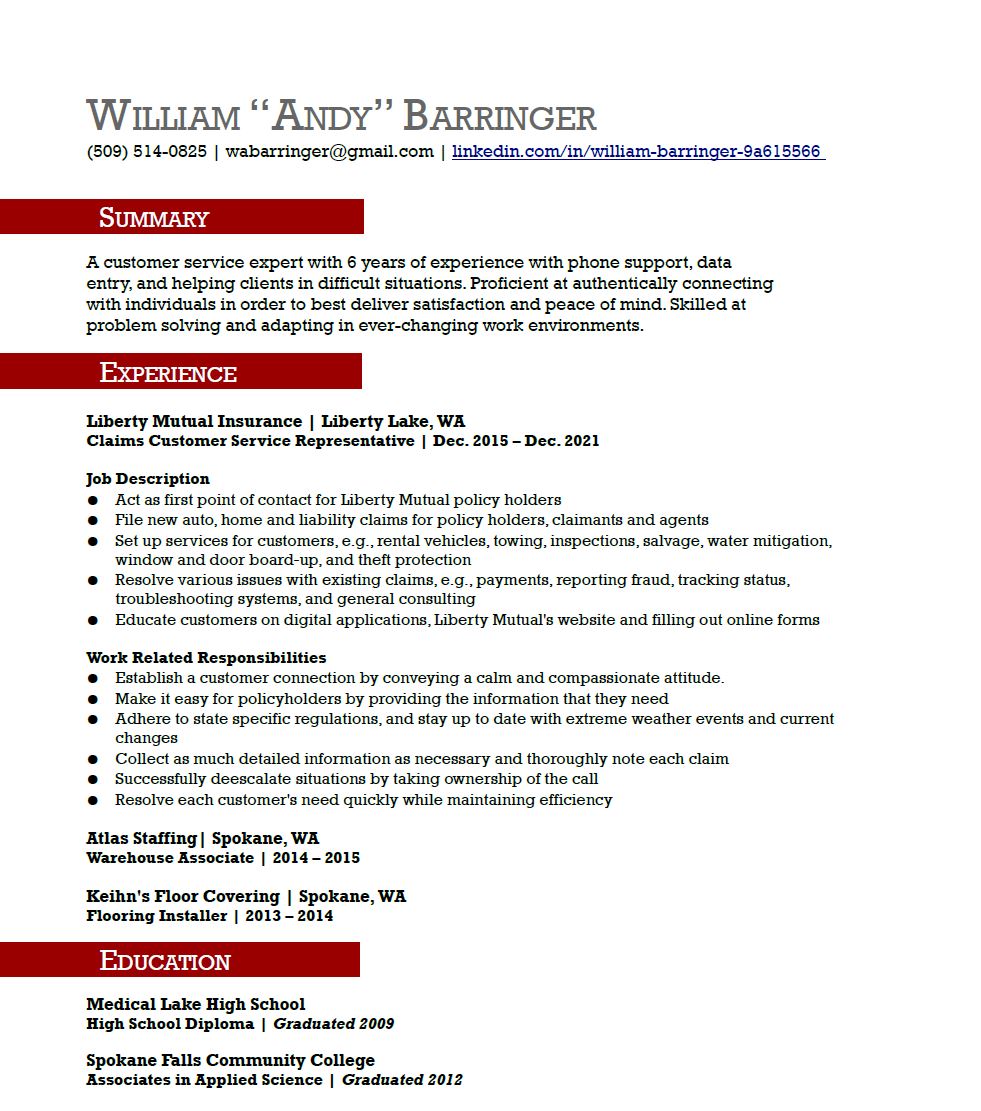 William “Andy” Barringer
(509) 514-0825 | wabarringer@gmail.com | linkedin.com/in/william-barringer-9a615566
Summary
A customer service expert with 6 years of experience with phone support, data
entry, and helping clients in difficult situations. Proficient at authentically connecting
with individuals in order to best deliver satisfaction and peace of mind. Skilled at
problem solving and adapting in ever-changing work environments.
Experience
Liberty Mutual Insurance | Liberty Lake, WA
Claims Customer Service Representative | Dec. 2015 – Dec. 2021
Job Description
● Act as first point of contact for Liberty Mutual policy holders
● File new auto, home and liability claims for policy holders, claimants and agents
● Set up services for customers, e.g., rental vehicles, towing, inspections, salvage, water mitigation,
window and door board-up, and theft protection
● Resolve various issues with existing claims, e.g., payments, reporting fraud, tracking status,
troubleshooting systems, and general consulting
● Educate customers on digital applications, Liberty Mutual's website and filling out online forms
Work Related Responsibilities
● Establish a customer connection by conveying a calm and compassionate attitude.
● Make it easy for policyholders by providing the information that they need
● Adhere to state specific regulations, and stay up to date with extreme weather events and current
changes
● Collect as much detailed information as necessary and thoroughly note each claim
● Successfully deescalate situations by taking ownership of the call
● Resolve each customer's need quickly while maintaining efficiency
Atlas Staffing| Spokane, WA
Warehouse Associate | 2014 – 2015
Keihn's Floor Covering | Spokane, WA
Flooring Installer | 2013 – 2014
Education
Medical Lake High School
High School Diploma | Graduated 2009
Spokane Falls Community College
Associates in Applied Science | Graduated 2012